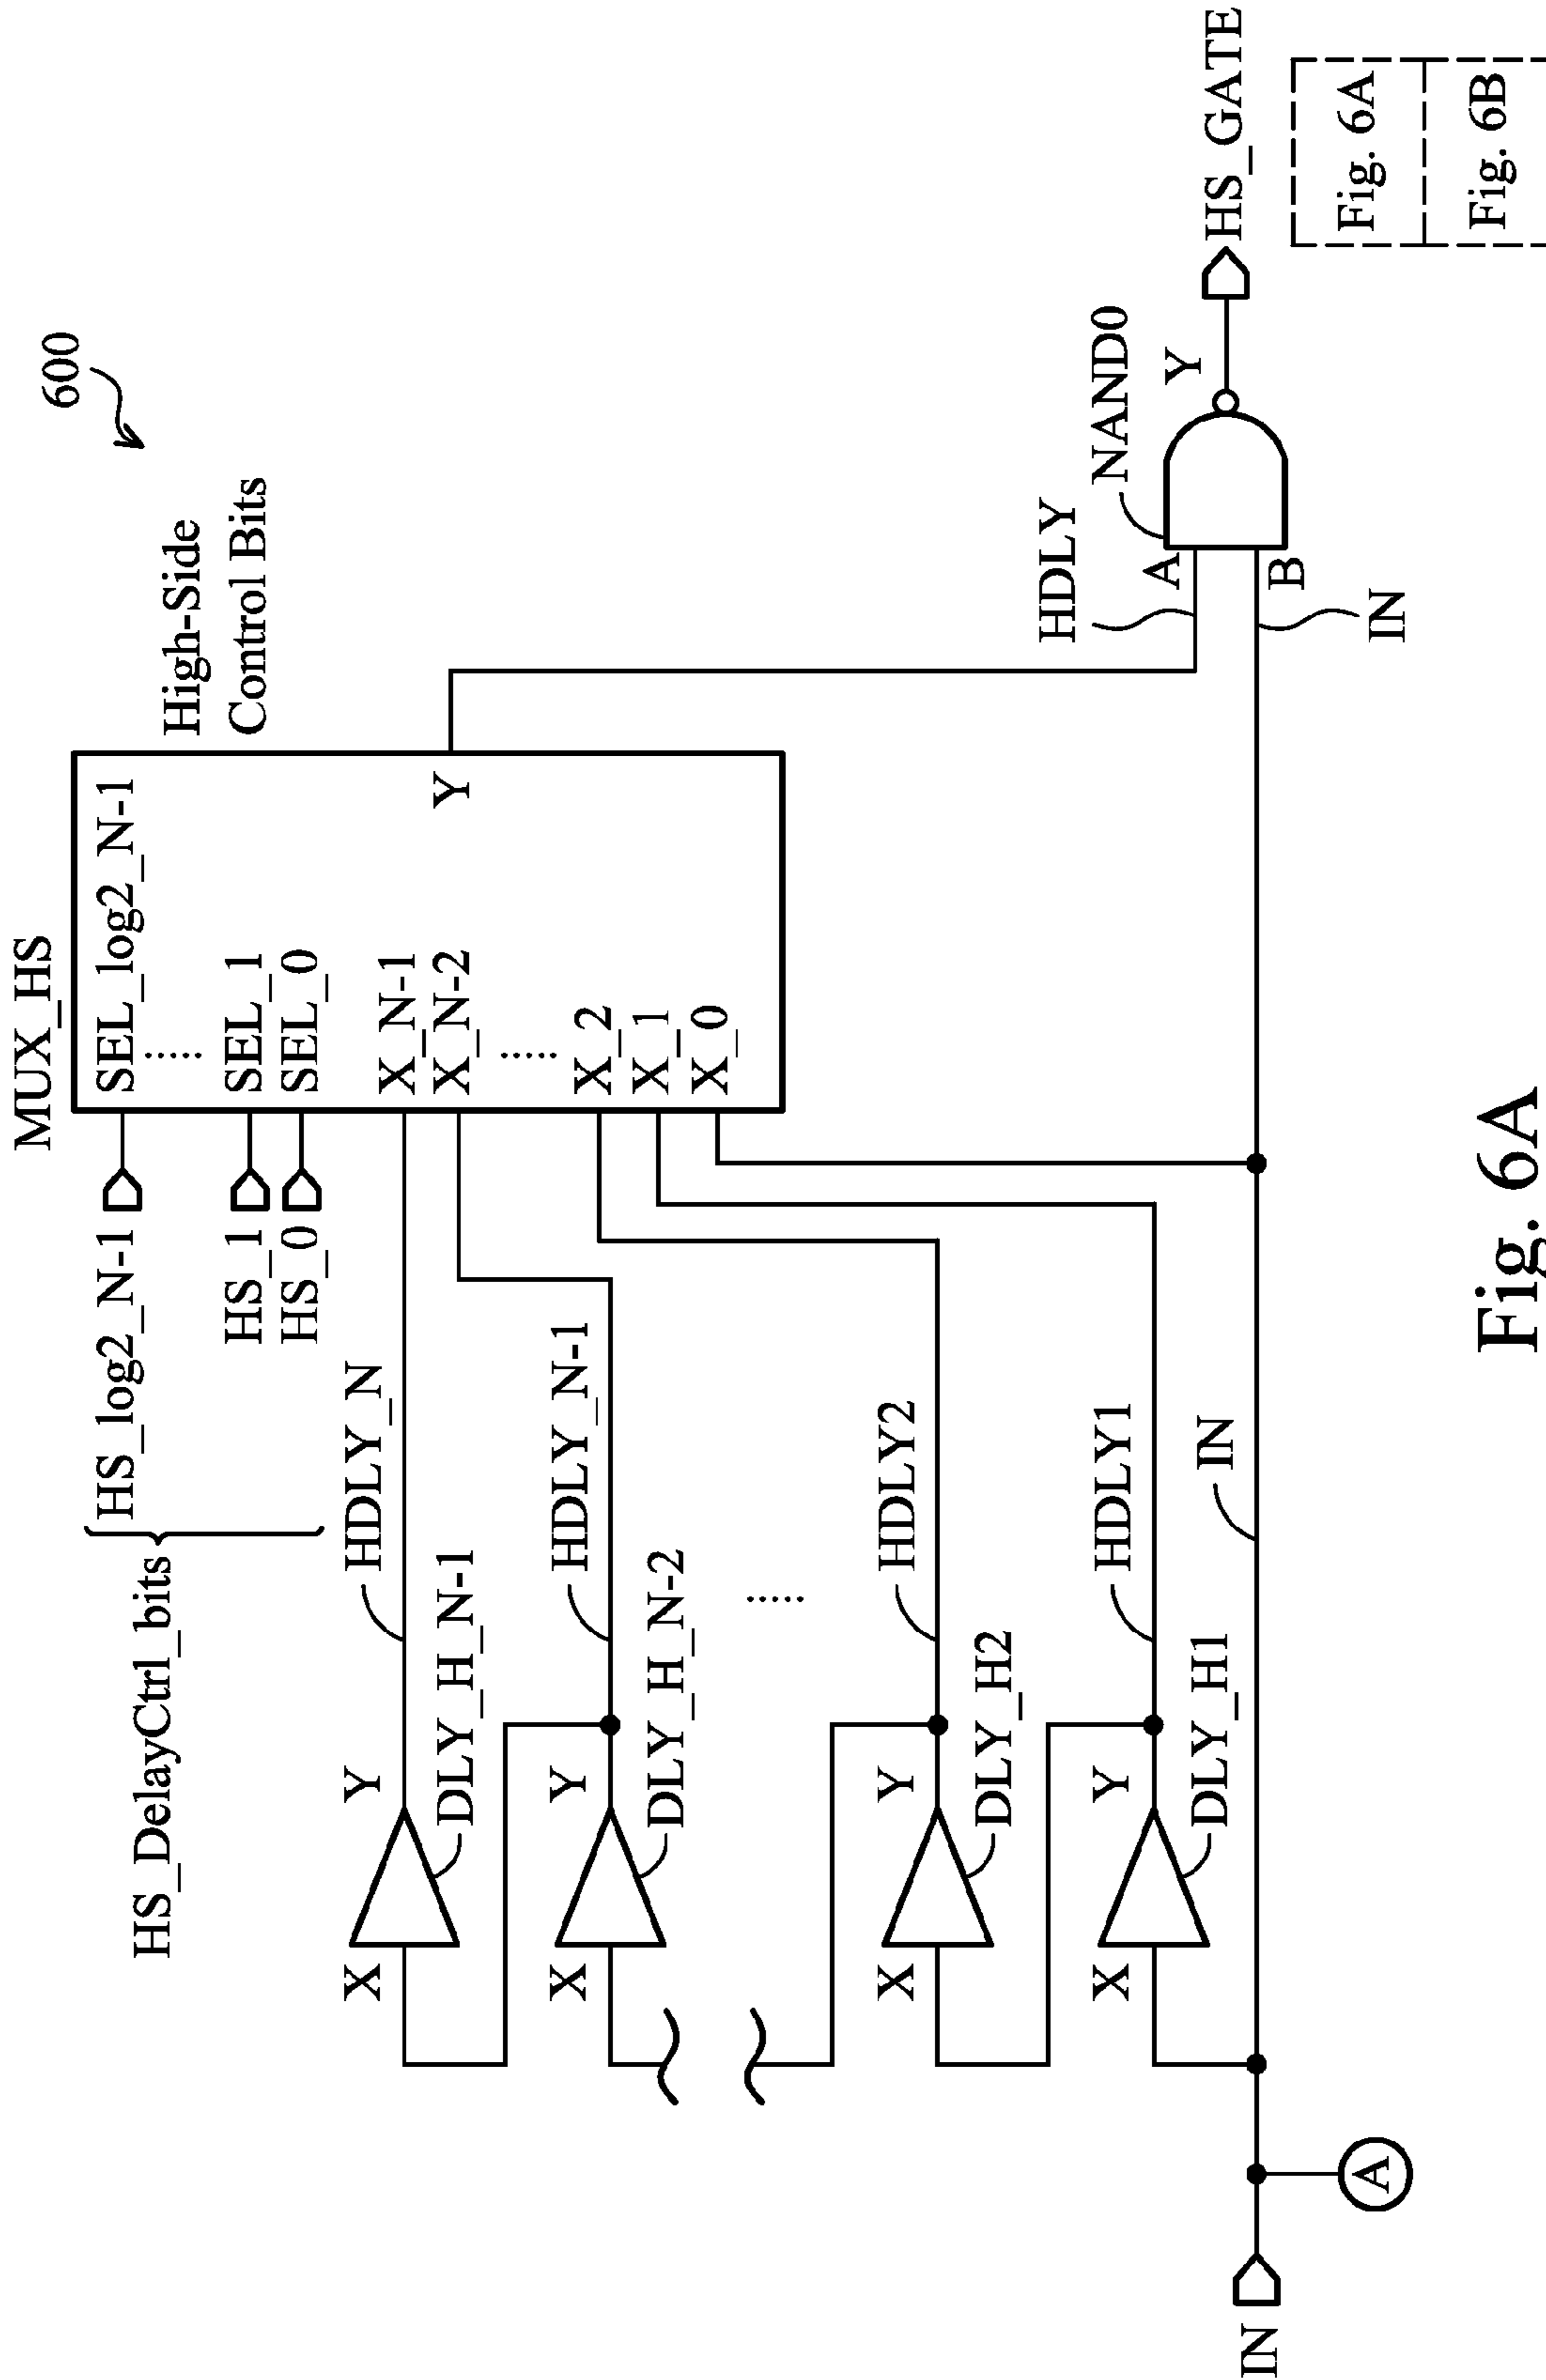 600
MUX_HS
High-Side
Control Bits
HS_DelayCtrl_bits
HS_log2_N-1
HS_1
HS_0
SEL_log2_N-1
......
SEL_1
SEL_0
X_N-1
X_N-2
......
X_2
X_1
X_0
Y
X
Y
HDLY_N
DLY_H_N-1
X
Y
HDLY_N-1
DLY_H_N-2
......
X
Y
HDLY2
DLY_H2
X
Y
HDLY1
DLY_H1
IN
IN
A
HDLY
A
B
IN
NAND0
Y
HS_GATE
Fig. 6A
Fig. 6B
Fig. 6A